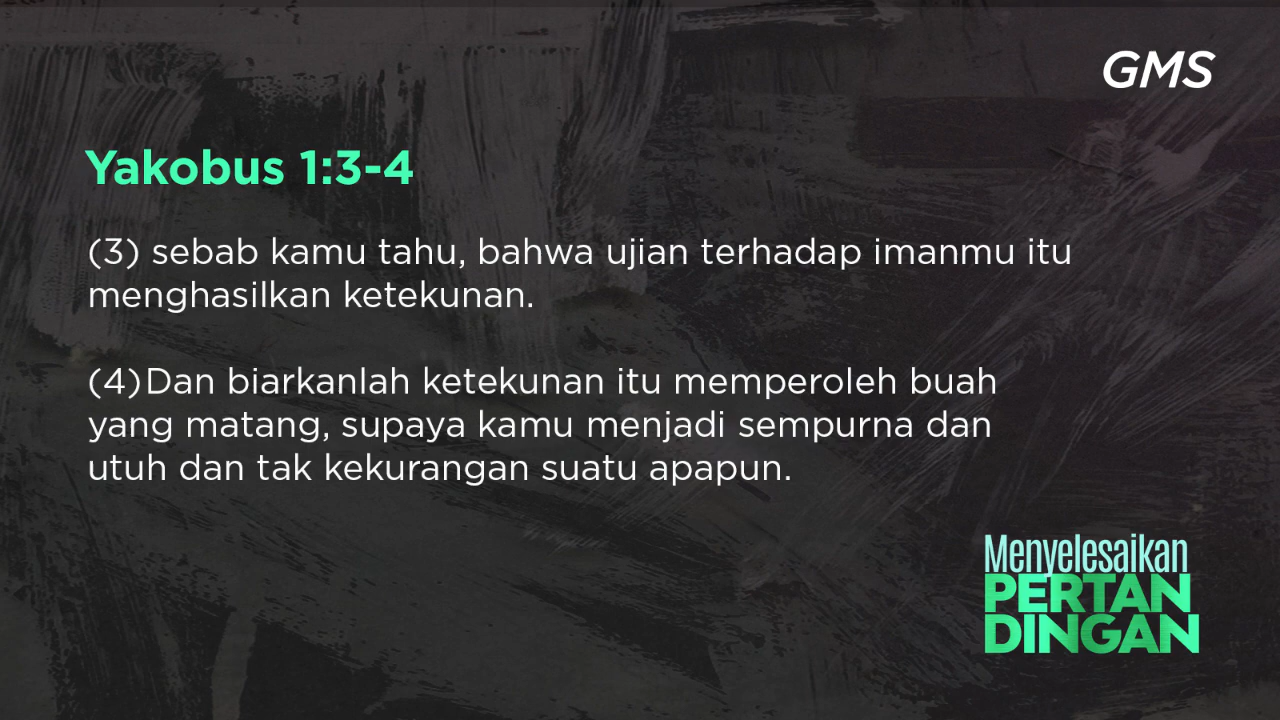 GMS
Yakobus 1:3-4
(3) sebab kamu tahu, bahwa ujian terhadap imanmu itu
menghasilkan ketekunan.
(4)Dan biarkanlah ketekunan itu memperoleh buah
yang matang, supaya kamu menjadi sempurna dan
utuh dan tak kekurangan suatu apapun.
Menyelesaikan
PERTAN
DINGAN